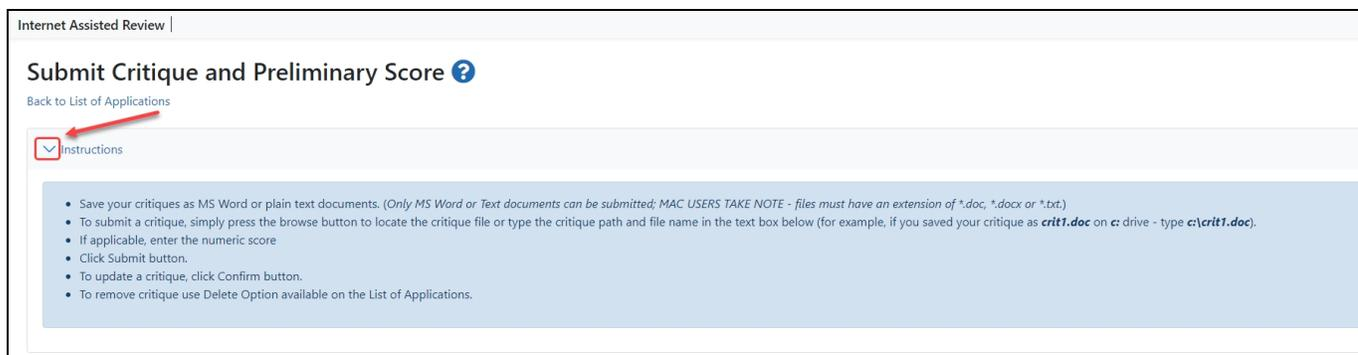 Internet Assisted Review
Submit Critique and Preliminary Score ?
Back to List of Applications
Instructions
• Save your critiques as MS Word or plain text documents. (Only MS Word or Text documents can be submitted; MAC USERS TAKE NOTE - files must have an extension of *.doc, *.docx or *.txt.)
• To submit a critique, simply press the browse button to locate the critique file or type the critique path and file name in the text box below (for example, if you saved your critique as crit1.doc on c: drive - type c:\crit1.doc).
• If applicable, enter the numeric score
• Click Submit button.
• To update a critique, click Confirm button.
• To remove critique use Delete Option available on the List of Applications.